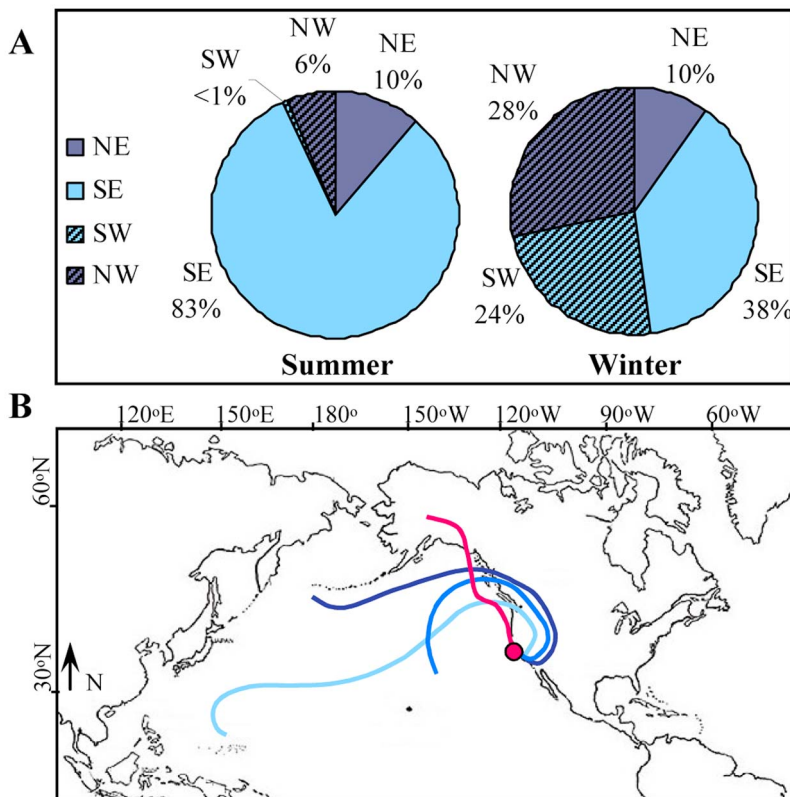 A
NW
6%
NE
10%
SW
<1%
NE
10%
NW
28%
NE
SE
SW
NW
SE
83%
SW
24%
SE
38%
Summer
Winter
B
120°E 150°E 180° 150°W 120°W 90°W 60°W
60°N
JAPAN
30°N
N